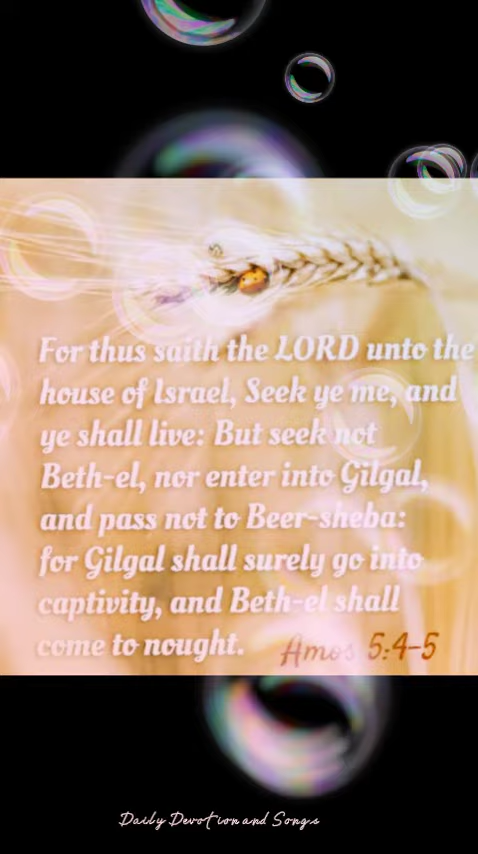 For thus saith the LORD unto the
house of Israel, Seek ye me, and
ye shall live: But seek not
Beth-el, nor enter into Gilgal,
and pass not to Beer-sheba:
for Gilgal shall surely go into
captivity, and Beth-el shall
come to nought. Amos 5:4-5
Daily Devotion and Songs